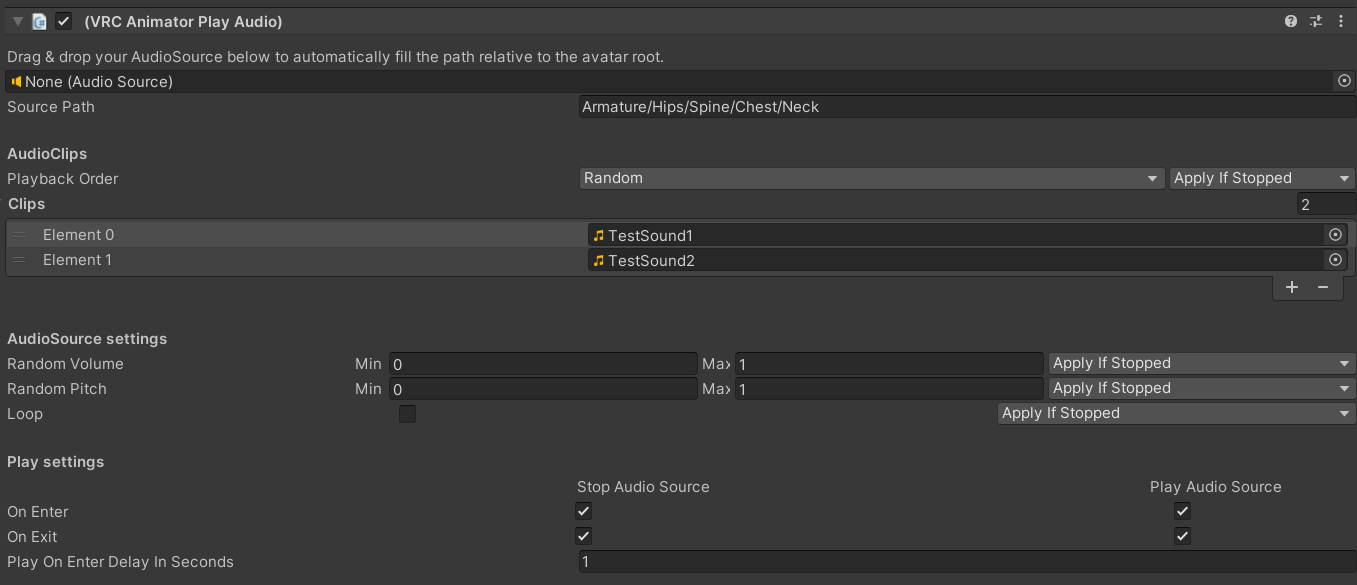 (VRC Animator Play Audio)
Drag & drop your AudioSource below to automatically fill the path relative to the avatar root.
None (Audio Source)
Source Path Armature/Hips/Spine/Chest/Neck
AudioClips
Playback Order Random Apply If Stopped
Clips 2
Element 0 TestSound1
Element 1 TestSound2
AudioSource settings
Random Volume Min 0 Max 1 Apply If Stopped
Random Pitch Min 0 Max 1 Apply If Stopped
Loop Apply If Stopped
Play settings
Stop Audio Source Play Audio Source
On Enter
On Exit
Play On Enter Delay In Seconds 1